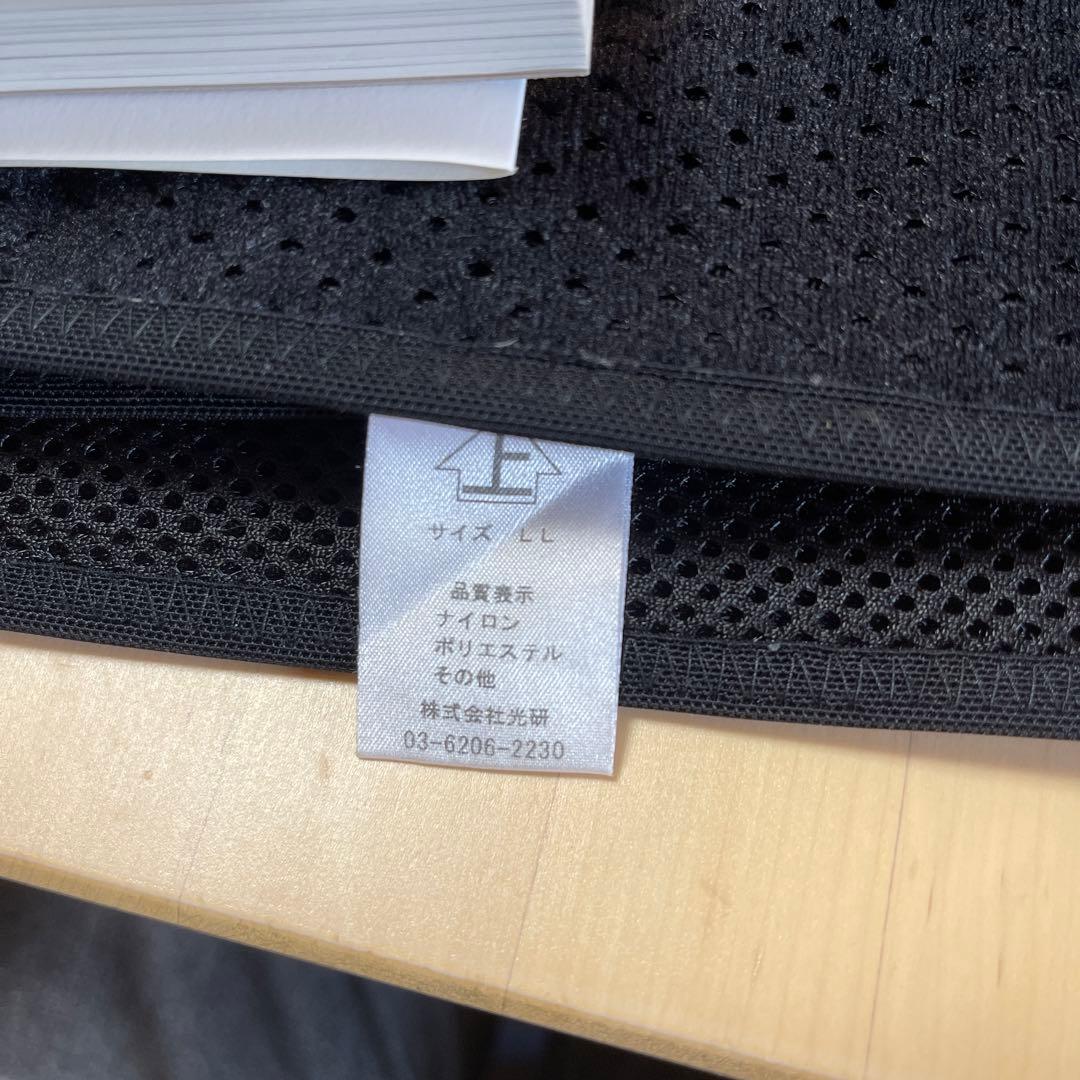 上
サイズ LL
品質表示
ナイロン
ポリエステル
その他
株式会社光研
03-6206-2230